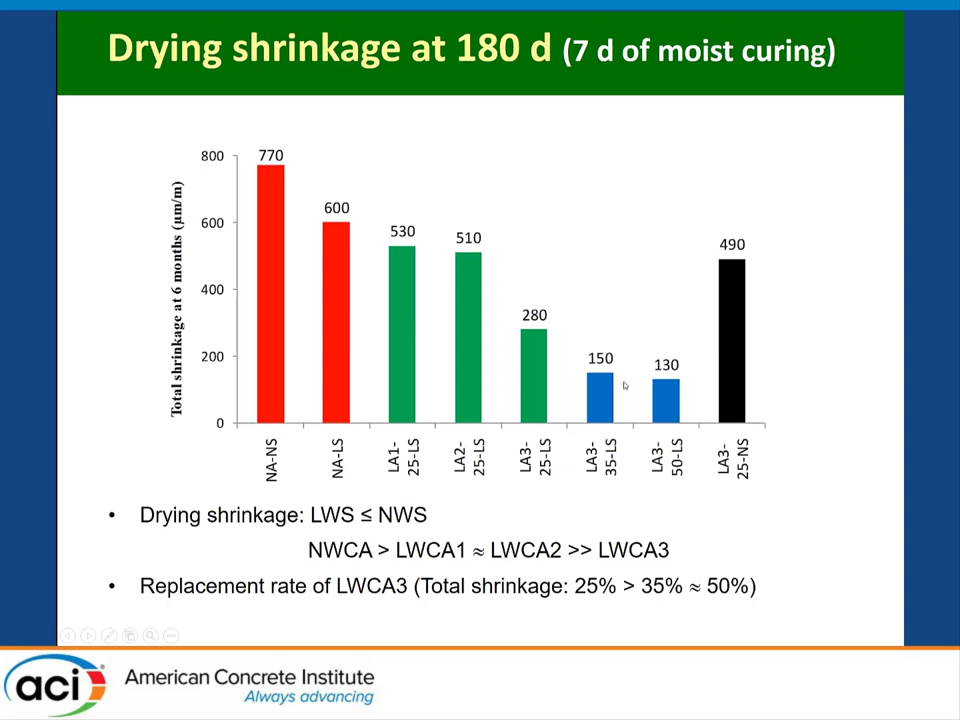 Drying shrinkage at 180 d (7 d of moist curing)
Total shrinkage at 6 months (µm/m)
800
600
400
200
0
770
600
530
510
280
150
130
490
NA-NS
NA-LS
LA1-
25-LS
LA2-
25-LS
LA3-
25-LS
LA3-
35-LS
LA3-
50-LS
LA3-
25-NS
• Drying shrinkage: LWS ≤ NWS
NWCA > LWCA1 ≈ LWCA2 >> LWCA3
• Replacement rate of LWCA3 (Total shrinkage: 25% > 35% ≈ 50%)
aci
American Concrete Institute
Always advancing